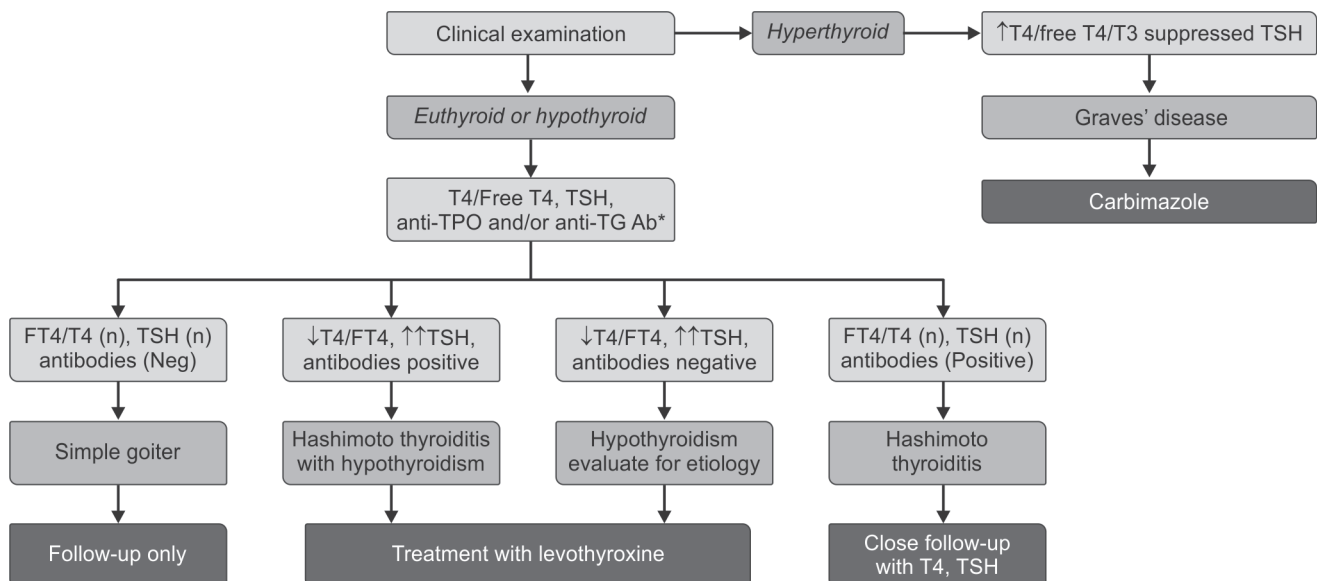 Clinical examination
Hyperthyroid
↑T4/free T4/T3 suppressed TSH
Euthyroid or hypothyroid
Graves’ disease
T4/Free T4, TSH,
anti-TPO and/or anti-TG Ab*
Carbimazole
FT4/T4 (n), TSH (n)
antibodies (Neg)
↓T4/FT4, ↑↑TSH,
antibodies positive
↓T4/FT4, ↑↑TSH,
antibodies negative
FT4/T4 (n), TSH (n)
antibodies (Positive)
Simple goiter
Hashimoto thyroiditis
with hypothyroidism
Hypothyroidism
evaluate for etiology
Hashimoto
thyroiditis
Follow-up only
Treatment with levothyroxine
Close follow-up
with T4, TSH